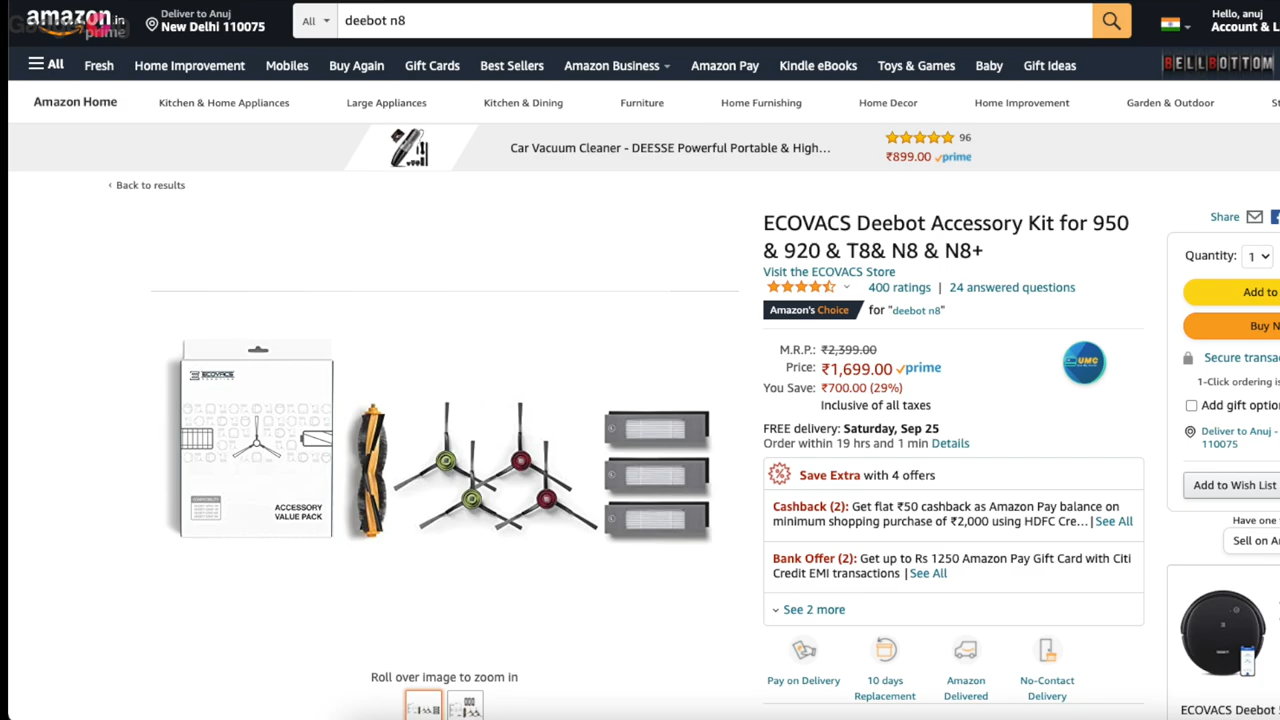 amazon.in
prime
Deliver to Anuj
New Delhi 110075
All
deebot n8
Hello, anuj
Account & L
All
Fresh
Home Improvement
Mobiles
Buy Again
Gift Cards
Best Sellers
Amazon Business
Amazon Pay
Kindle eBooks
Toys & Games
Baby
Gift Ideas
BELLBOTTOM
Amazon Home
Kitchen & Home Appliances
Large Appliances
Kitchen & Dining
Furniture
Home Furnishing
Home Decor
Home Improvement
Garden & Outdoor
St
Car Vacuum Cleaner - DEESSE Powerful Portable & High…
96
₹899.00 prime
‹ Back to results
ECOVACS Deebot Accessory Kit for 950
& 920 & T8& N8 & N8+
Visit the ECOVACS Store
400 ratings | 24 answered questions
Amazon's Choice for "deebot n8"
M.R.P.: ₹2,399.00
Price: ₹1,699.00 prime
You Save: ₹700.00 (29%)
Inclusive of all taxes
UMC
FREE delivery: Saturday, Sep 25
Order within 19 hrs and 1 min Details
Save Extra with 4 offers
Cashback (2): Get flat ₹50 cashback as Amazon Pay balance on
minimum shopping purchase of ₹2,000 using HDFC Cre… | See All
Bank Offer (2): Get up to Rs 1250 Amazon Pay Gift Card with Citi
Credit EMI transactions | See All
See 2 more
Pay on Delivery
10 days
Replacement
Amazon
Delivered
No-Contact
Delivery
ECOVACS
ACCESSORY
VALUE PACK
Roll over image to zoom in
Share
Quantity: 1
Add to
Buy N
Secure transa
1-Click ordering is
Add gift option
Deliver to Anuj -
110075
Add to Wish List
Have one
Sell on A
ECOVACS Deebot